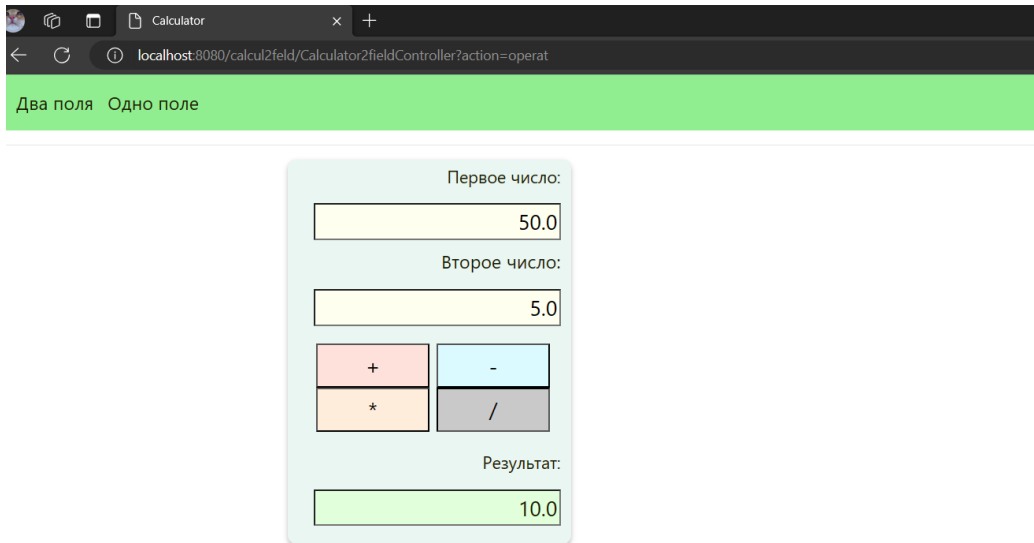 Calculator
localhost:8080/calcul2feld/Calculator2fieldController?action=operat
Два поля Одно поле
Первое число:
50.0
Второе число:
5.0
+ -
* /
Результат:
10.0